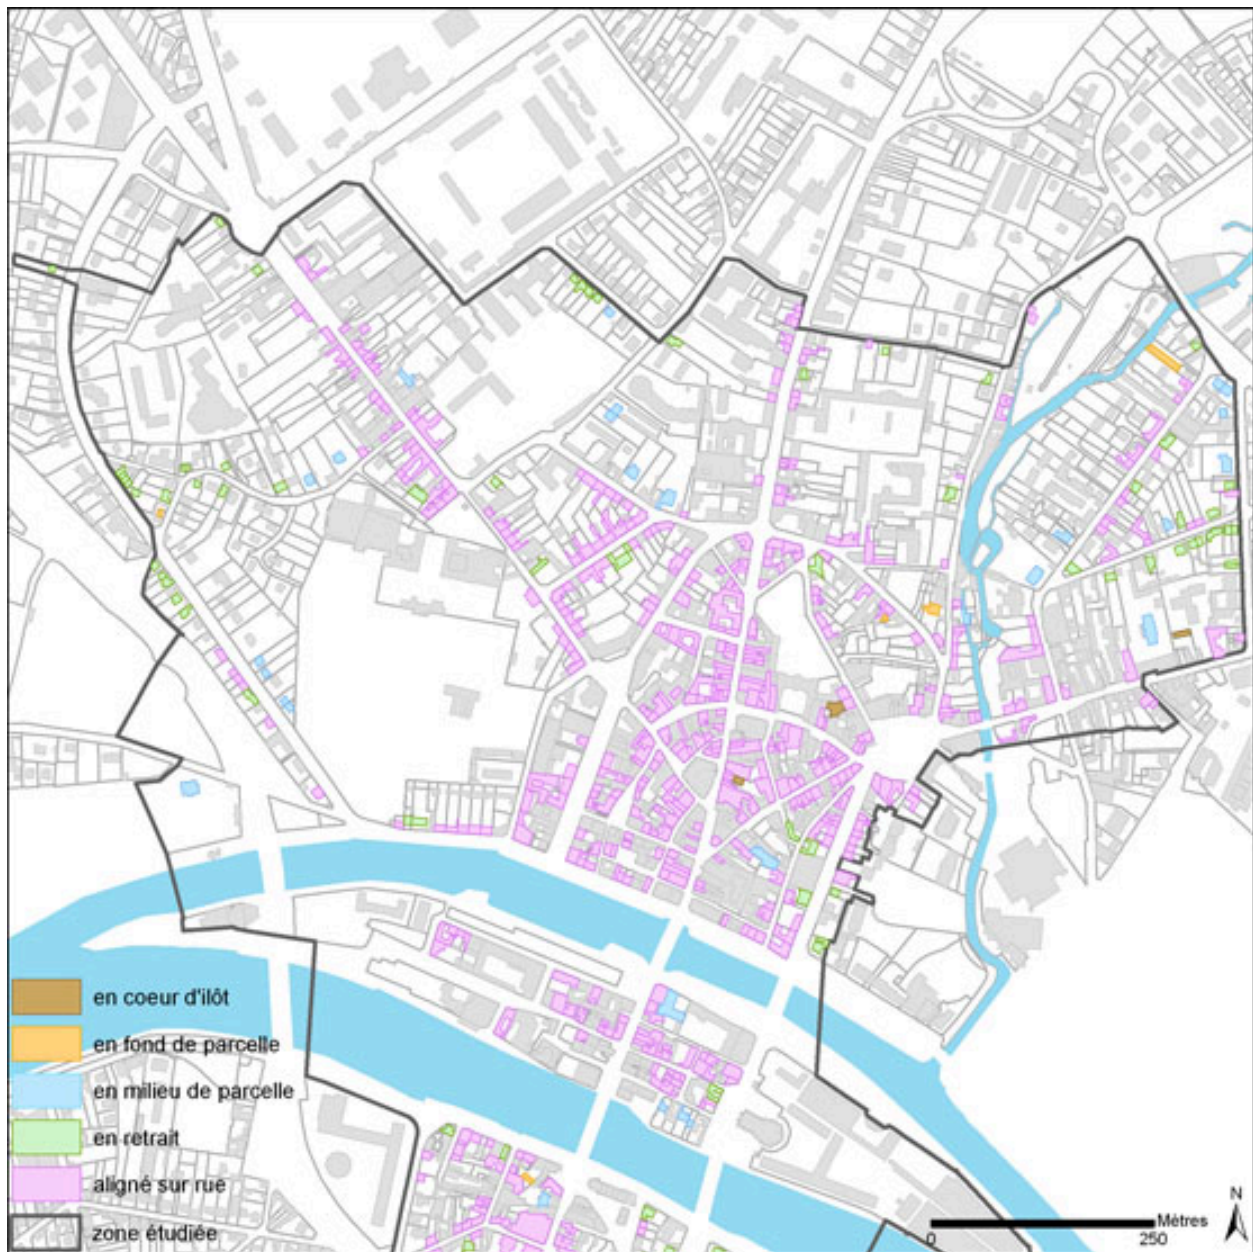 en coeur d'ilôt
en fond de parcelle
en milieu de parcelle
en retrait
aligné sur rue
zone étudiée
N
Mètres
0 250